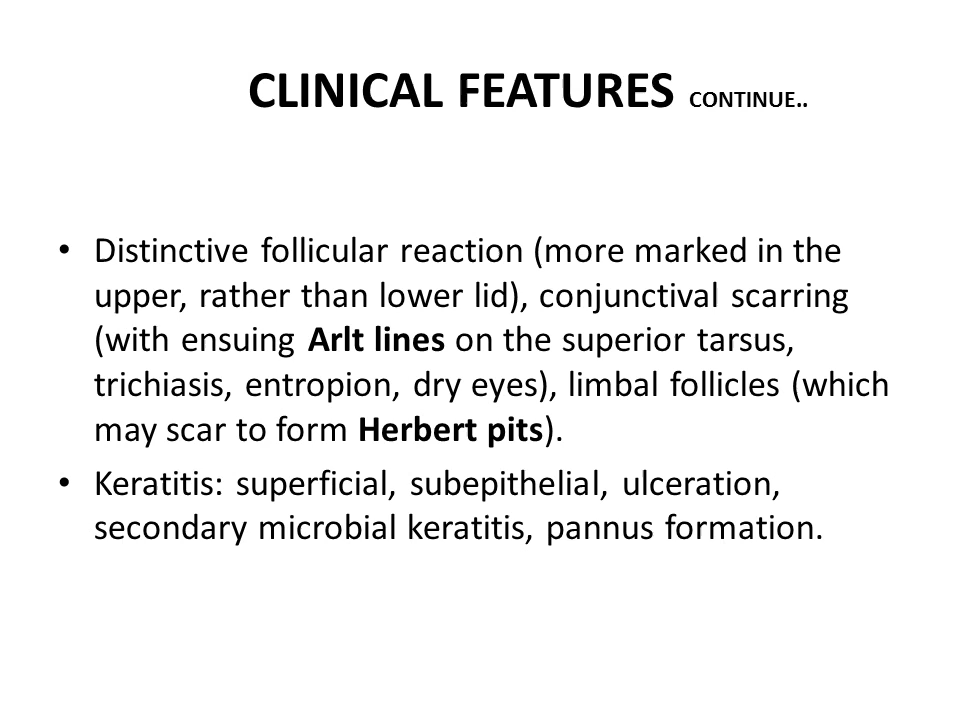 CLINICAL FEATURES CONTINUE..
• Distinctive follicular reaction (more marked in the
upper, rather than lower lid), conjunctival scarring
(with ensuing Arlt lines on the superior tarsus,
trichiasis, entropion, dry eyes), limbal follicles (which
may scar to form Herbert pits).
• Keratitis: superficial, subepithelial, ulceration,
secondary microbial keratitis, pannus formation.